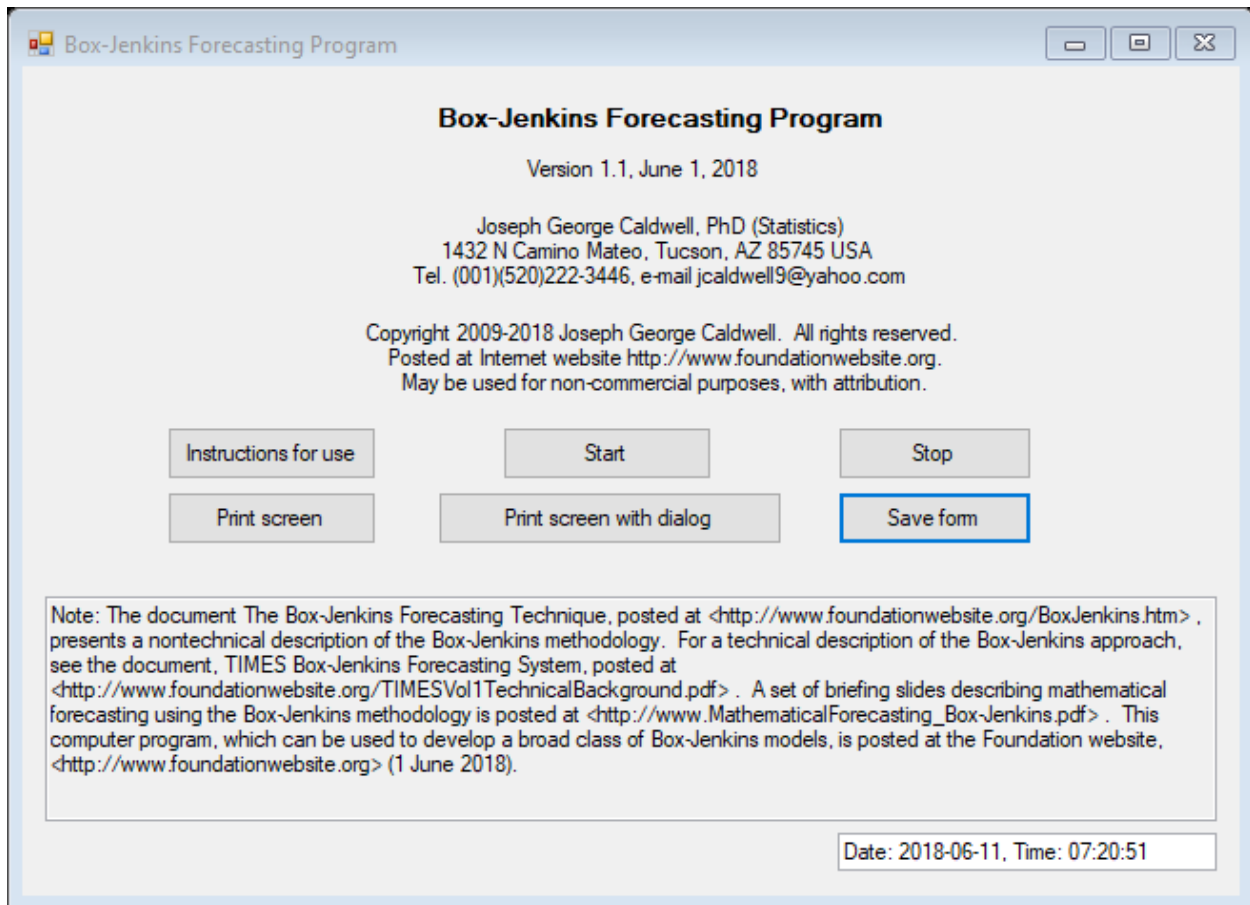 Box-Jenkins Forecasting Program
Box-Jenkins Forecasting Program
Version 1.1, June 1, 2018
Joseph George Caldwell, PhD (Statistics)
1432 N Camino Mateo, Tucson, AZ 85745 USA
Tel. (001)(520)222-3446, e-mail jcaldwell9@yahoo.com
Copyright 2009-2018 Joseph George Caldwell.  All rights reserved.
Posted at Internet website http://www.foundationwebsite.org.
May be used for non-commercial purposes, with attribution.
Instructions for use
Start
Stop
Print screen
Print screen with dialog
Save form
Note: The document The Box-Jenkins Forecasting Technique, posted at <http://www.foundationwebsite.org/BoxJenkins.htm> ,
presents a nontechnical description of the Box-Jenkins methodology.  For a technical description of the Box-Jenkins approach,
see the document, TIMES Box-Jenkins Forecasting System, posted at
<http://www.foundationwebsite.org/TIMESVol1TechnicalBackground.pdf> .  A set of briefing slides describing mathematical
forecasting using the Box-Jenkins methodology is posted at <http://www.MathematicalForecasting_Box-Jenkins.pdf> .  This
computer program, which can be used to develop a broad class of Box-Jenkins models, is posted at the Foundation website,
<http://www.foundationwebsite.org> (1 June 2018).
Date: 2018-06-11, Time: 07:20:51